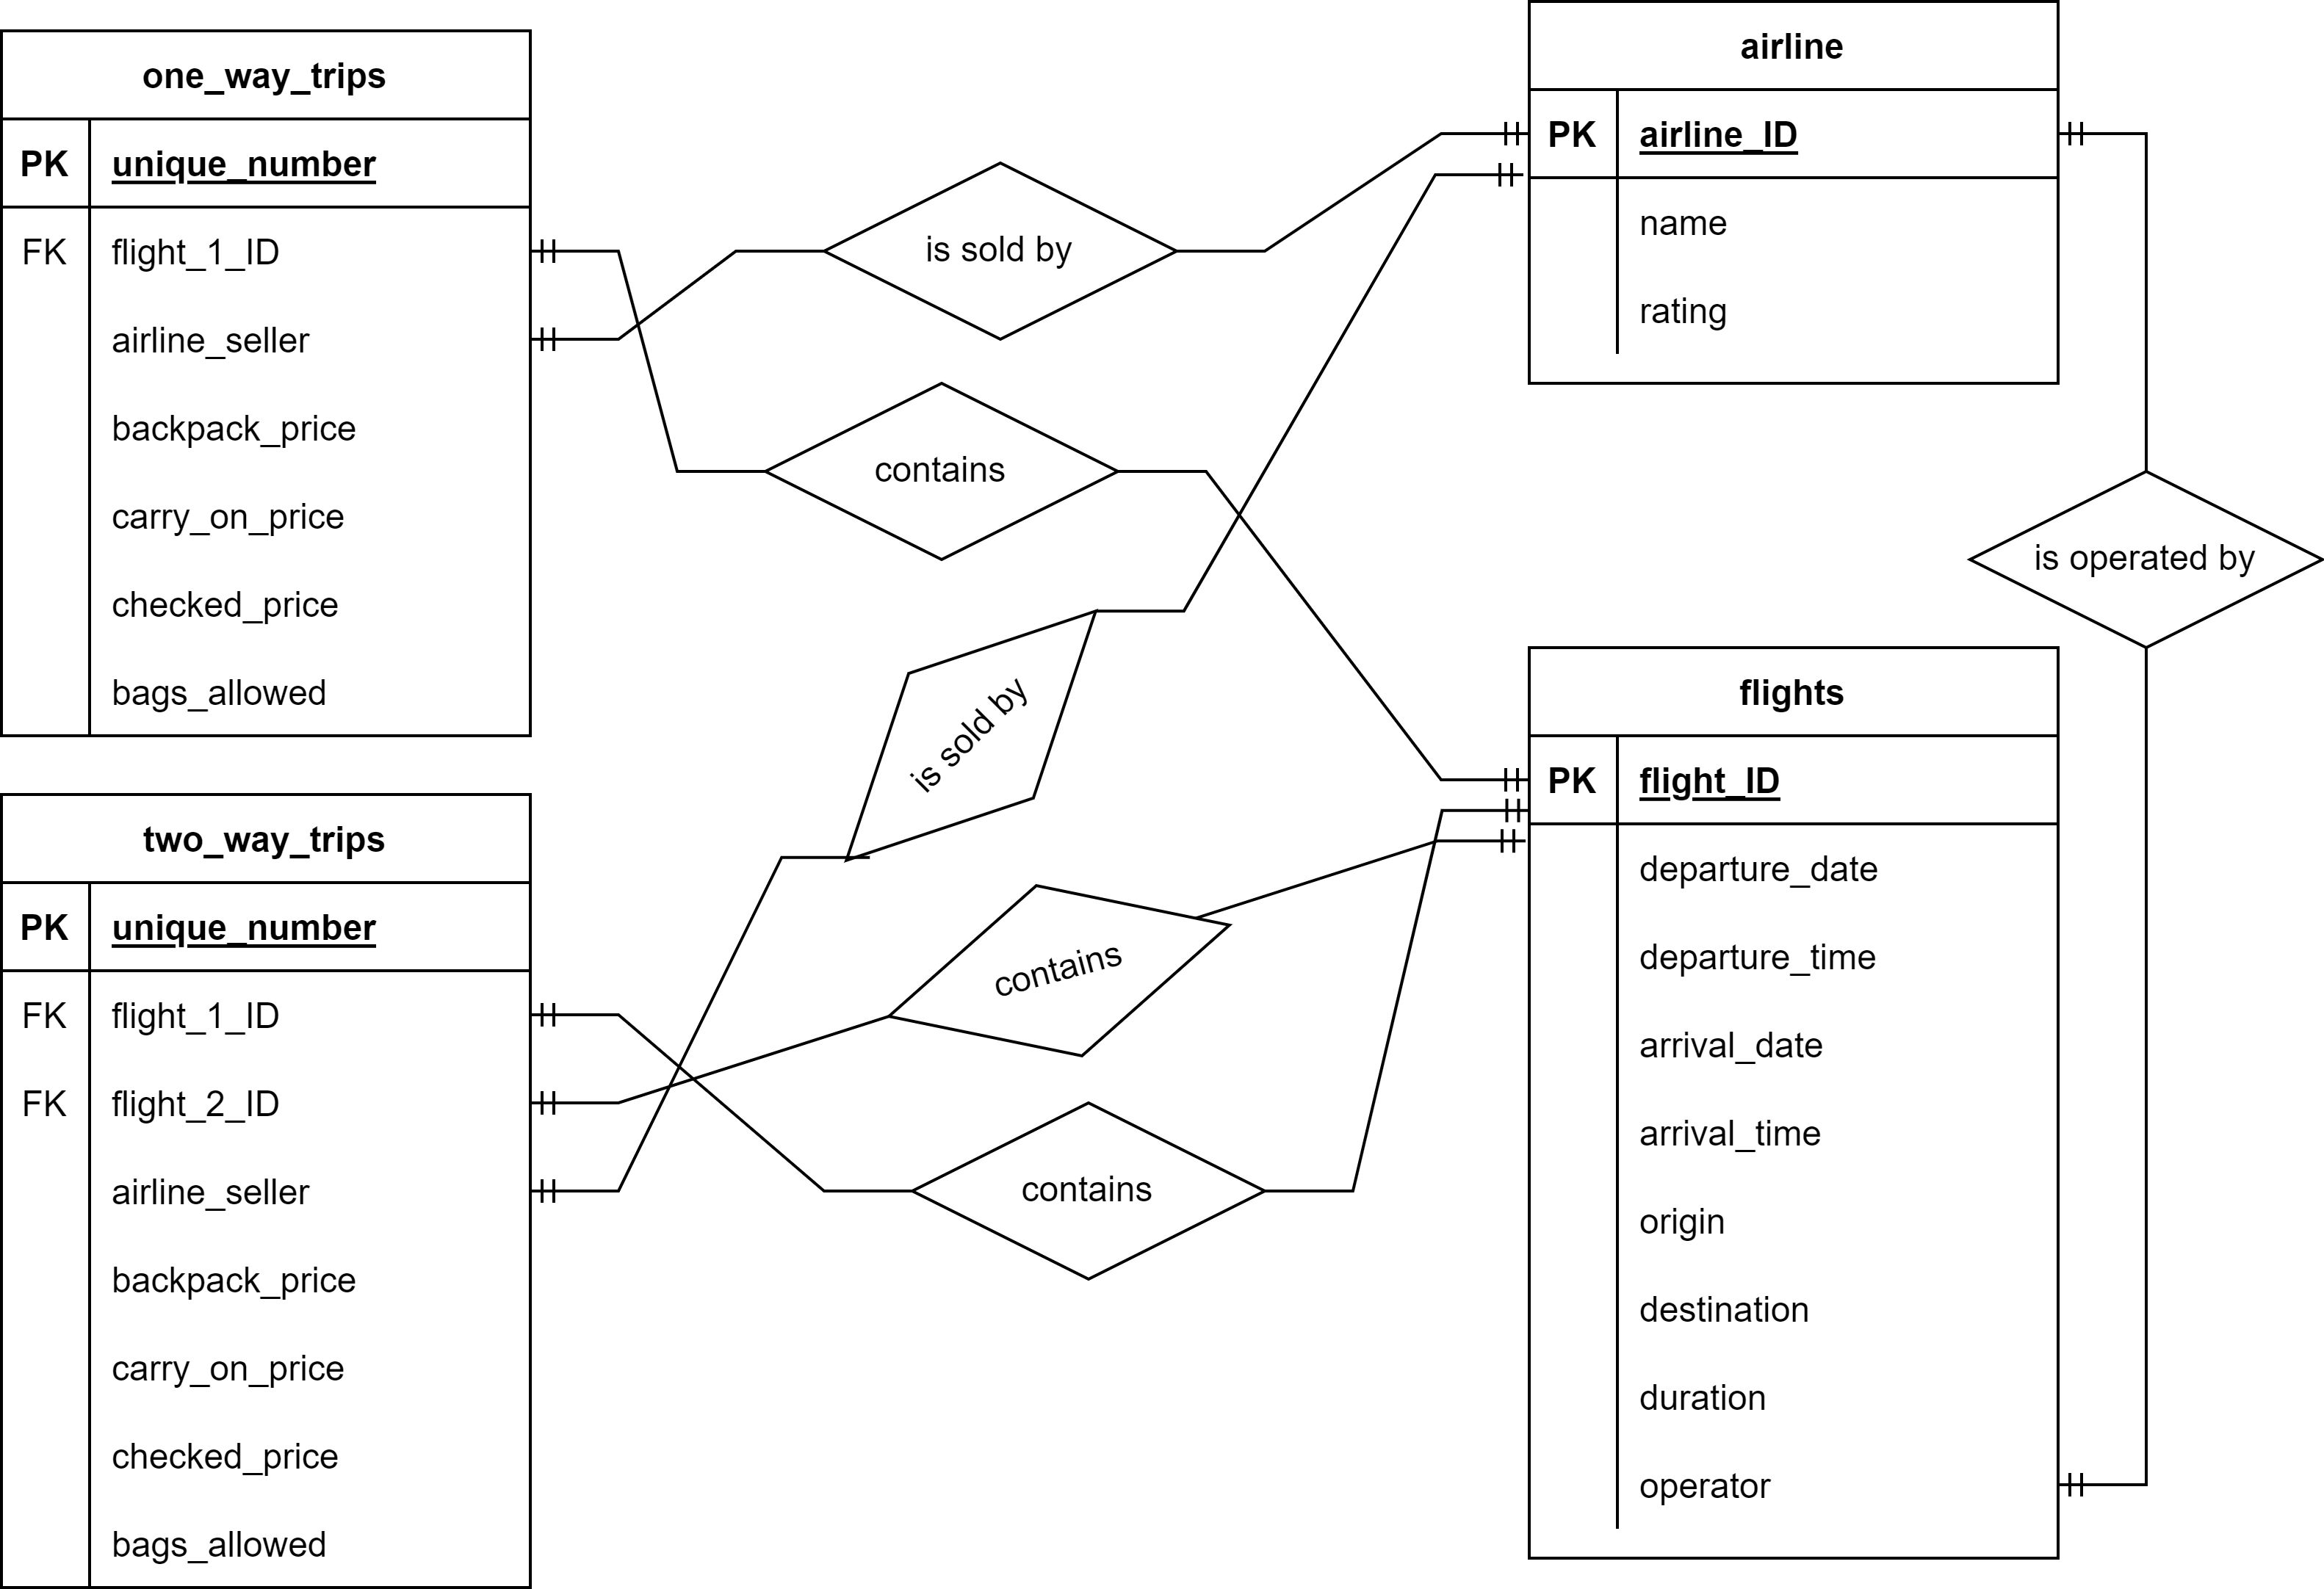 one_way_trips
PK unique_number
FK flight_1_ID
airline_seller
backpack_price
carry_on_price
checked_price
bags_allowed
two_way_trips
PK unique_number
FK flight_1_ID
FK flight_2_ID
airline_seller
backpack_price
carry_on_price
checked_price
bags_allowed
is sold by
contains
is sold by
contains
contains
airline
PK airline_ID
name
rating
is operated by
flights
PK flight_ID
departure_date
departure_time
arrival_date
arrival_time
origin
destination
duration
operator